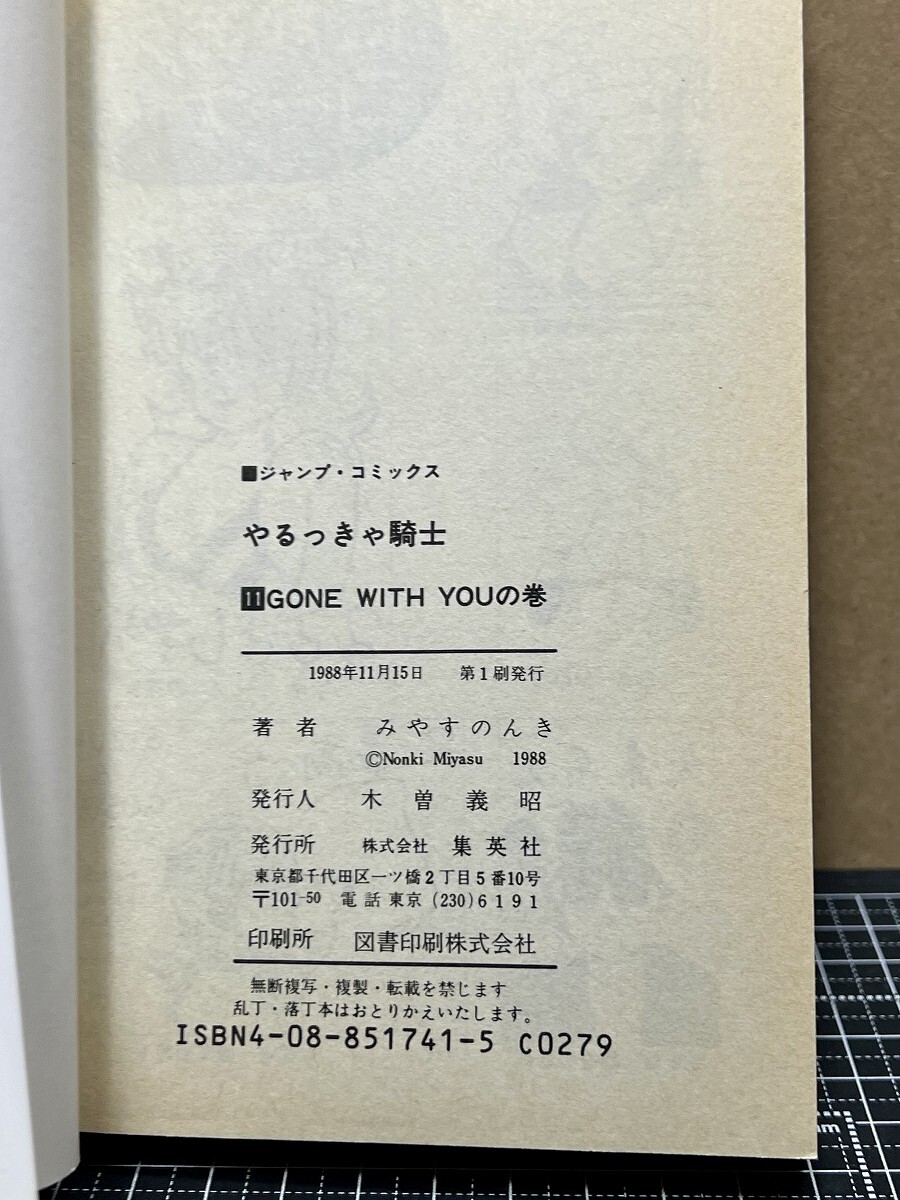 ■ジャンプ・コミックス
やるっきゃ騎士
11GONE WITH YOUの巻
1988年11月15日 第1刷発行
著者 みやすのんき
©Nonki Miyasu 1988
発行人 木曽義昭
発行所 株式会社 集英社
東京都千代田区一ツ橋2丁目5番10号
〒101-50 電話 東京(230)6191
印刷所 図書印刷株式会社
無断複写・複製・転載を禁じます
乱丁・落丁本はおとりかえいたします。
ISBN4-08-851741-5 C0279